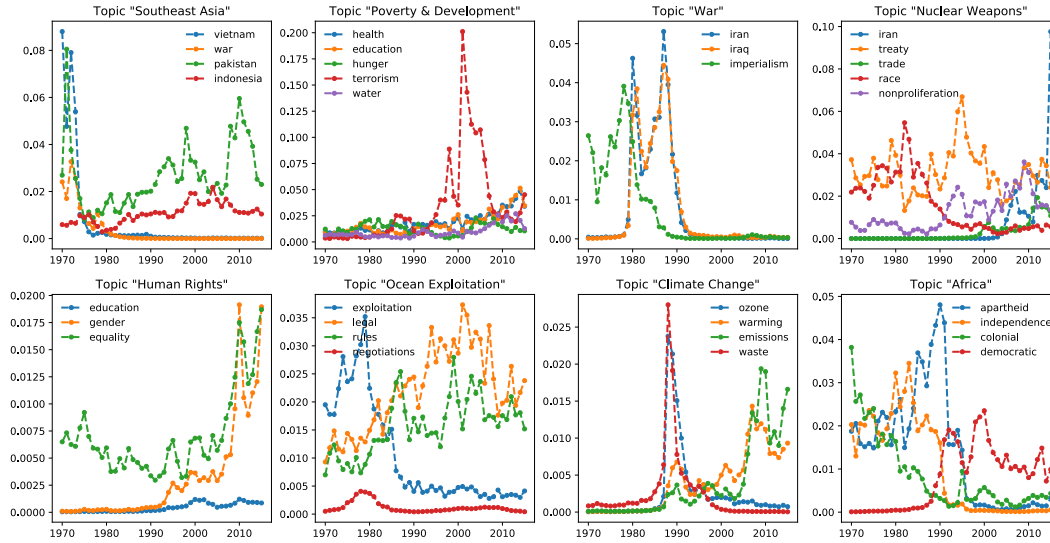 Topic "Southeast Asia"
vietnam
war
pakistan
indonesia
0.08
0.06
0.04
0.02
0.00
1970 1980 1990 2000 2010
Topic "Poverty & Development"
health
education
hunger
terrorism
water
0.200
0.175
0.150
0.125
0.100
0.075
0.050
0.025
0.000
1970 1980 1990 2000 2010
Topic "War"
iran
iraq
imperialism
0.05
0.04
0.03
0.02
0.01
0.00
1970 1980 1990 2000 2010
Topic "Nuclear Weapons"
iran
treaty
trade
race
nonproliferation
0.10
0.08
0.06
0.04
0.02
0.00
1970 1980 1990 2000 2010
Topic "Human Rights"
education
gender
equality
0.0200
0.0175
0.0150
0.0125
0.0100
0.0075
0.0050
0.0025
0.0000
1970 1980 1990 2000 2010
Topic "Ocean Exploitation"
exploitation
legal
rules
negotiations
0.035
0.030
0.025
0.020
0.015
0.010
0.005
0.000
1970 1980 1990 2000 2010
Topic "Climate Change"
ozone
warming
emissions
waste
0.025
0.020
0.015
0.010
0.005
0.000
1970 1980 1990 2000 2010
Topic "Africa"
apartheid
independence
colonial
democratic
0.05
0.04
0.03
0.02
0.01
0.00
1970 1980 1990 2000 2010